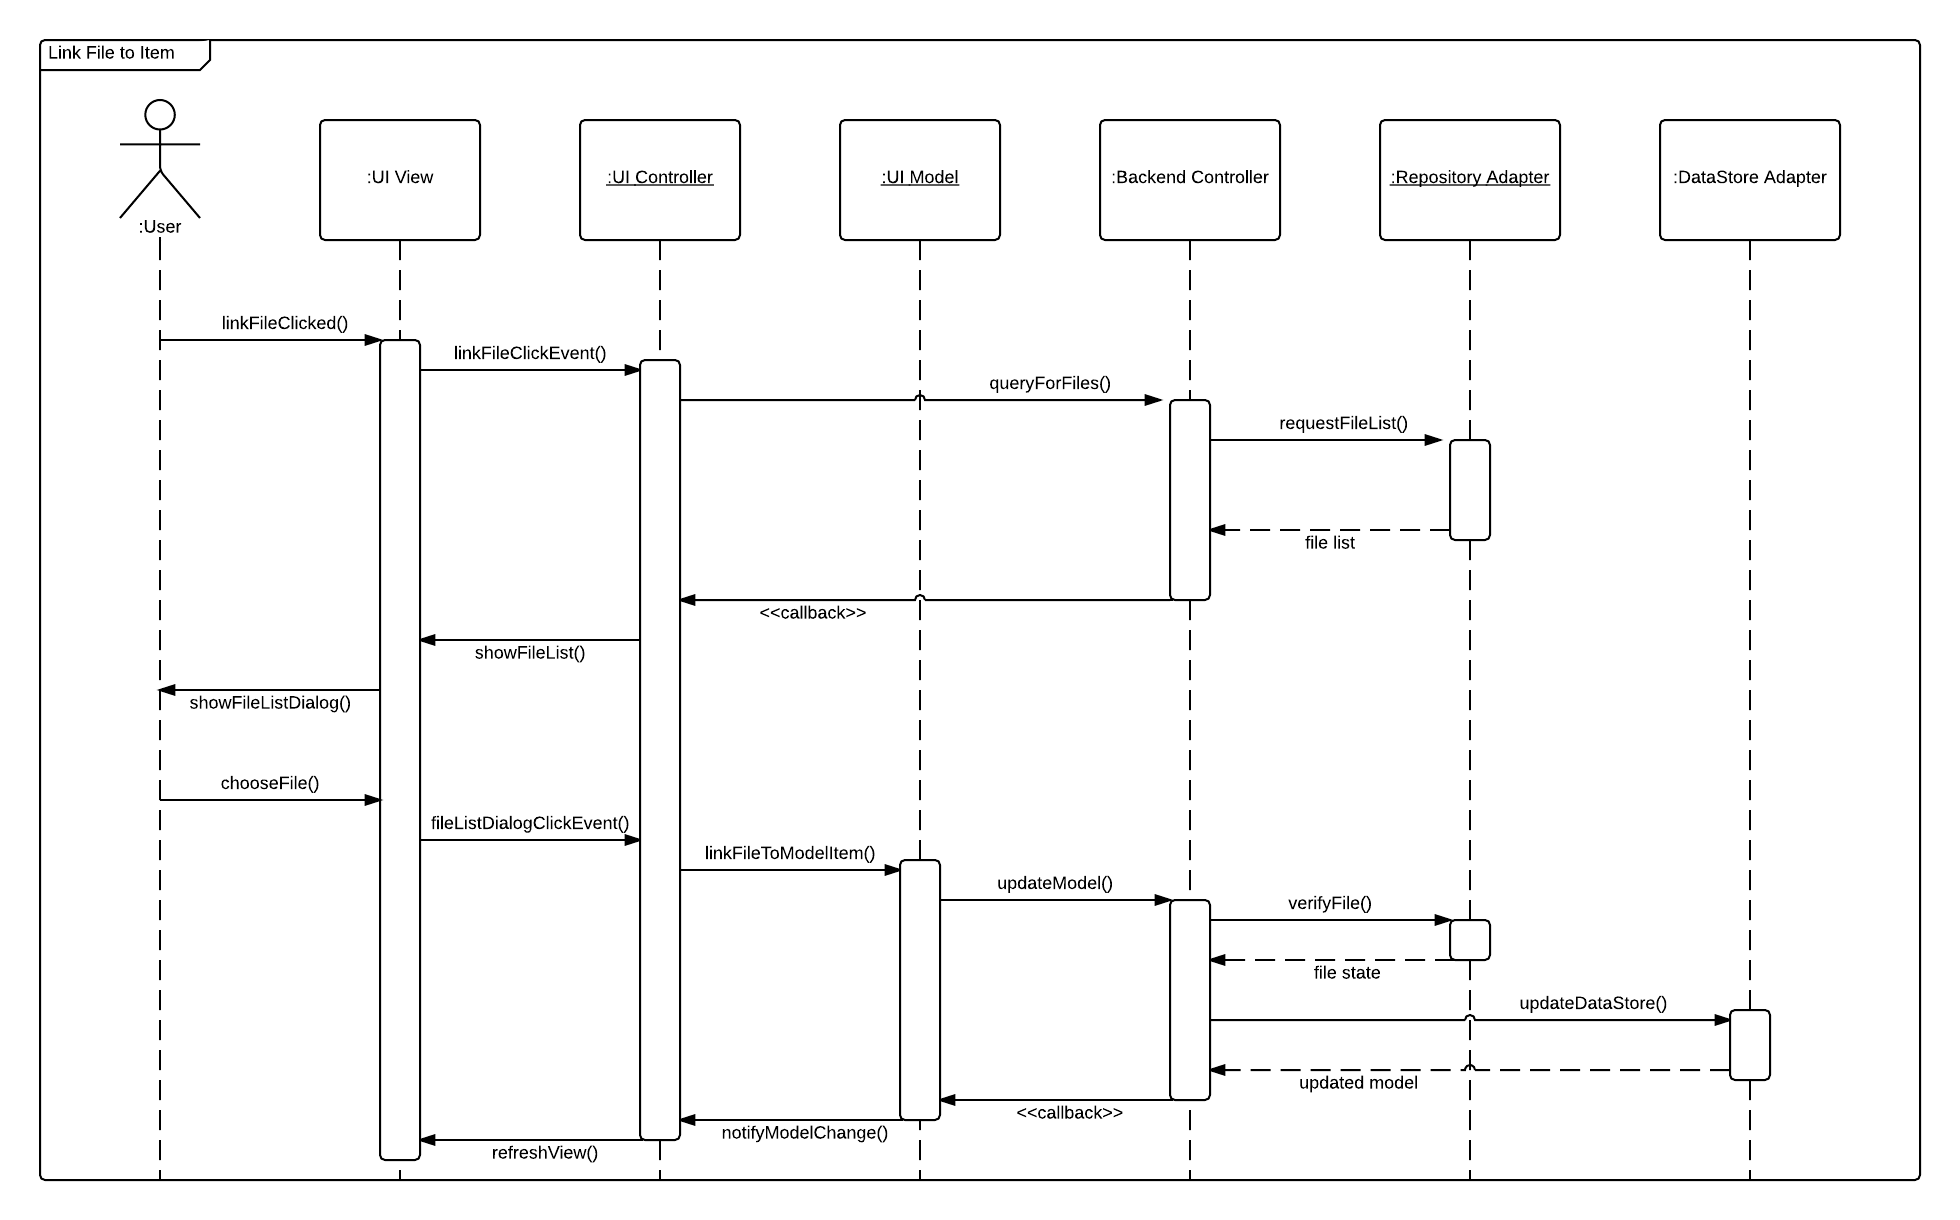 Link File to Item
:User
:UI View
:UI Controller
:UI Model
:Backend Controller
:Repository Adapter
:DataStore Adapter
linkFileClicked()
linkFileClickEvent()
queryForFiles()
requestFileList()
file list
<<callback>>
showFileList()
showFileListDialog()
chooseFile()
fileListDialogClickEvent()
linkFileToModelItem()
updateModel()
verifyFile()
file state
updateDataStore()
updated model
<<callback>>
notifyModelChange()
refreshView()